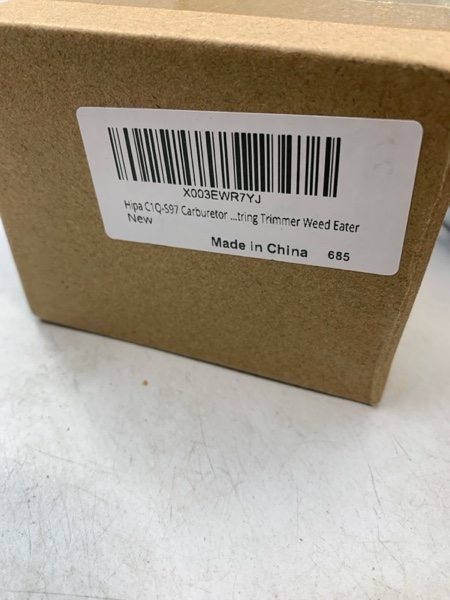 X003EWR7YJ
Hipa C1Q-S97 Carburetor ...tring Trimmer Weed Eater
New
Made in China 685